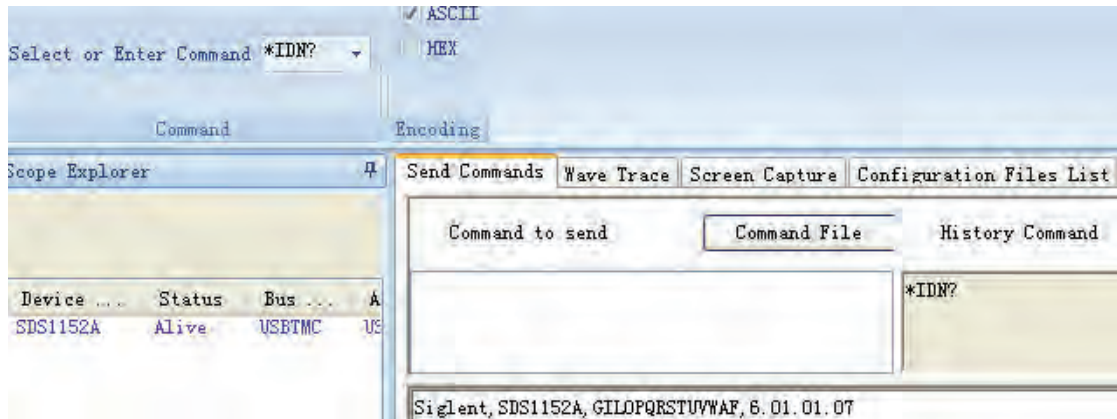 ASCII
Select or Enter Command *IDN?
HEX
Command
Encoding
Scope Explorer
Send Commands Wave Trace Screen Capture Configuration Files List
Command to send Command File History Command
*IDN?
Device ... Status Bus ... A
SDS1152A Alive USBTMC US
Siglent,SDS1152A,GILOPQRSTUVWAF,6.01.01.07